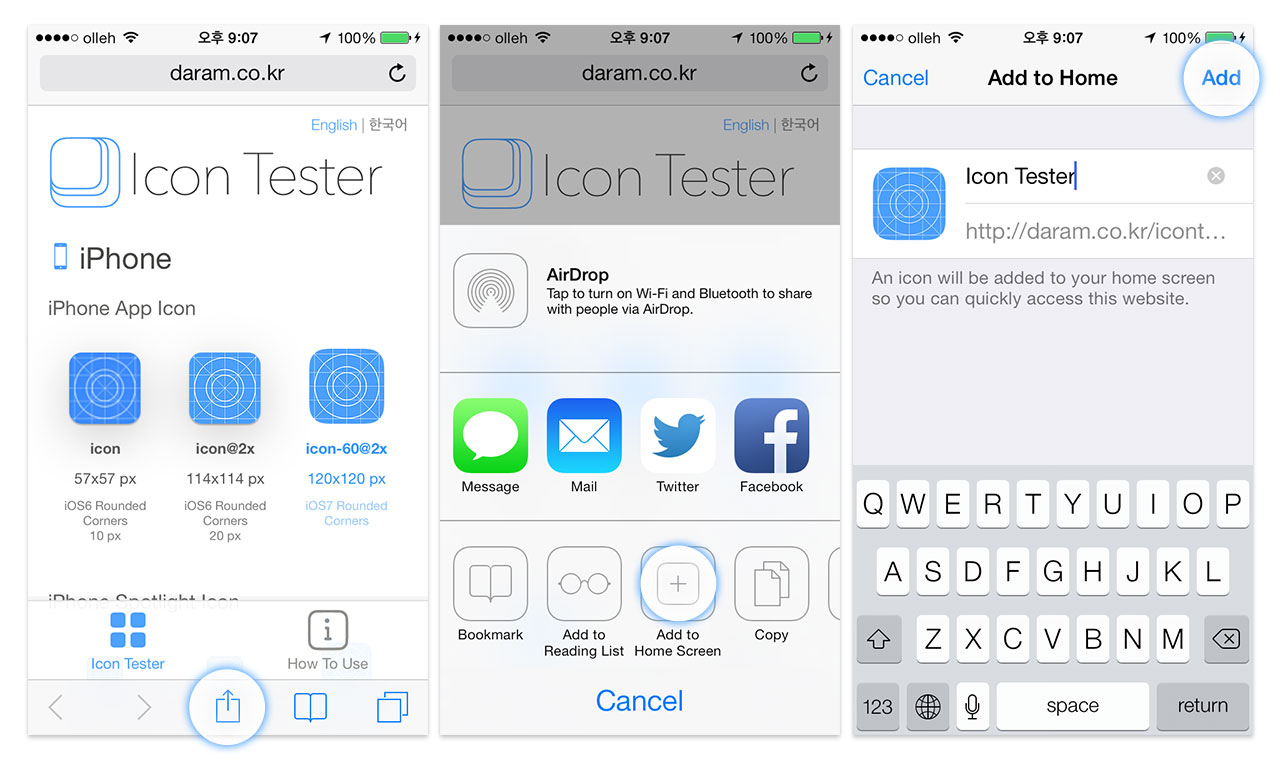 olleh 오후 9:07 100%
daram.co.kr
English | 한국어
Icon Tester
iPhone
iPhone App Icon
icon icon@2x icon-60@2x
57x57 px 114x114 px 120x120 px
iOS6 Rounded iOS6 Rounded iOS7 Rounded
Corners Corners Corners
10 px 20 px
iPhone Spotlight Icon
Icon Tester How To Use
olleh 오후 9:07 100%
daram.co.kr
English | 한국어
Icon Tester
AirDrop
Tap to turn on Wi-Fi and Bluetooth to share
with people via AirDrop.
Message Mail Twitter Facebook
Bookmark Add to Add to Copy
Reading List Home Screen
Cancel
olleh 오후 9:07 100%
Cancel Add to Home Add
Icon Tester
http://daram.co.kr/icont...
An icon will be added to your home screen
so you can quickly access this website.
Q W E R T Y U I O P
A S D F G H J K L
Z X C V B N M
123 space return